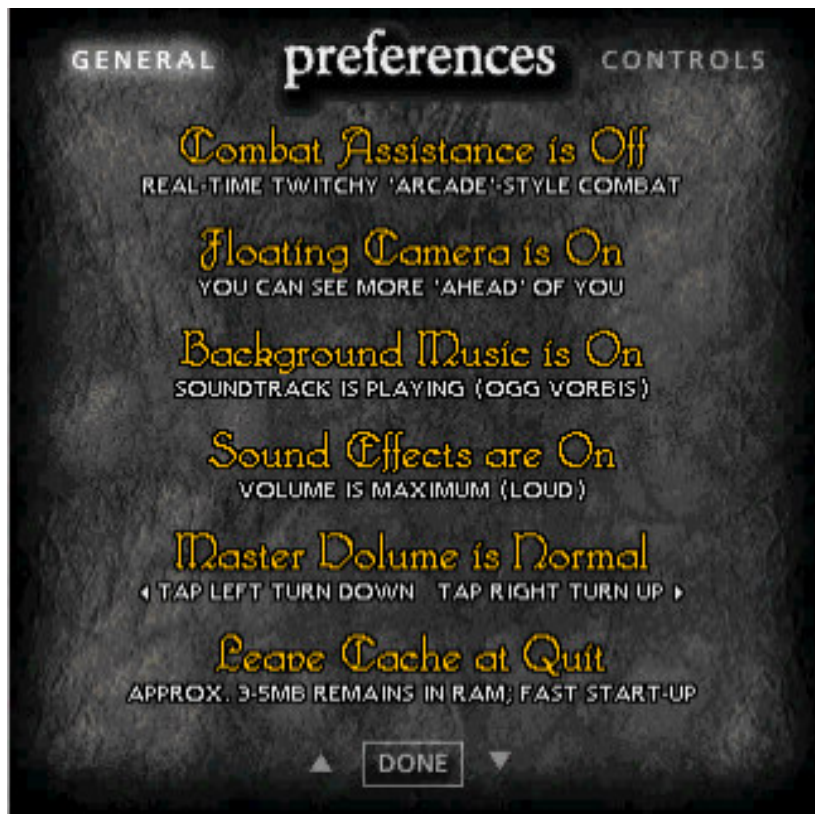 GENERAL preferences CONTROLS
Combat Assistance is Off
REAL-TIME TWITCHY 'ARCADE'-STYLE COMBAT
Floating Camera is On
YOU CAN SEE MORE 'AHEAD' OF YOU
Background Music is On
SOUNDTRACK IS PLAYING (OGG VORBIS)
Sound Effects are On
VOLUME IS MAXIMUM (LOUD)
Master Volume is Normal
TAP LEFT TURN DOWN TAP RIGHT TURN UP
Leave Cache at Quit
APPROX. 3-5MB REMAINS IN RAM; FAST START-UP
DONE